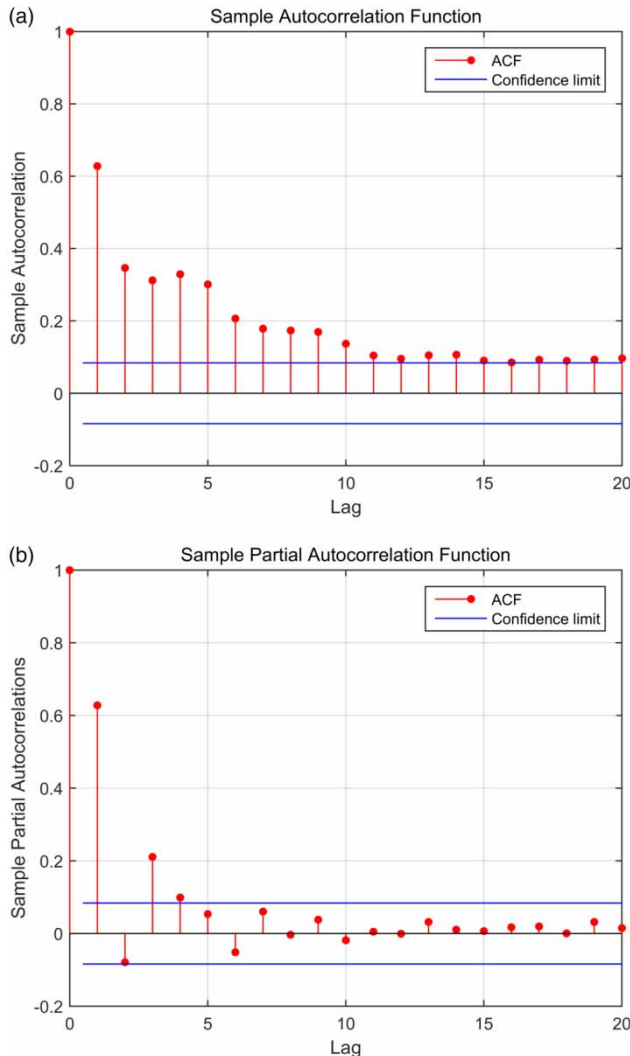 (a)
Sample Autocorrelation Function
ACF
Confidence limit
Sample Autocorrelation
1
0.8
0.6
0.4
0.2
0
-0.2
0 5 10 15 20
Lag
(b)
Sample Partial Autocorrelation Function
ACF
Confidence limit
Sample Partial Autocorrelations
1
0.8
0.6
0.4
0.2
0
-0.2
0 5 10 15 20
Lag